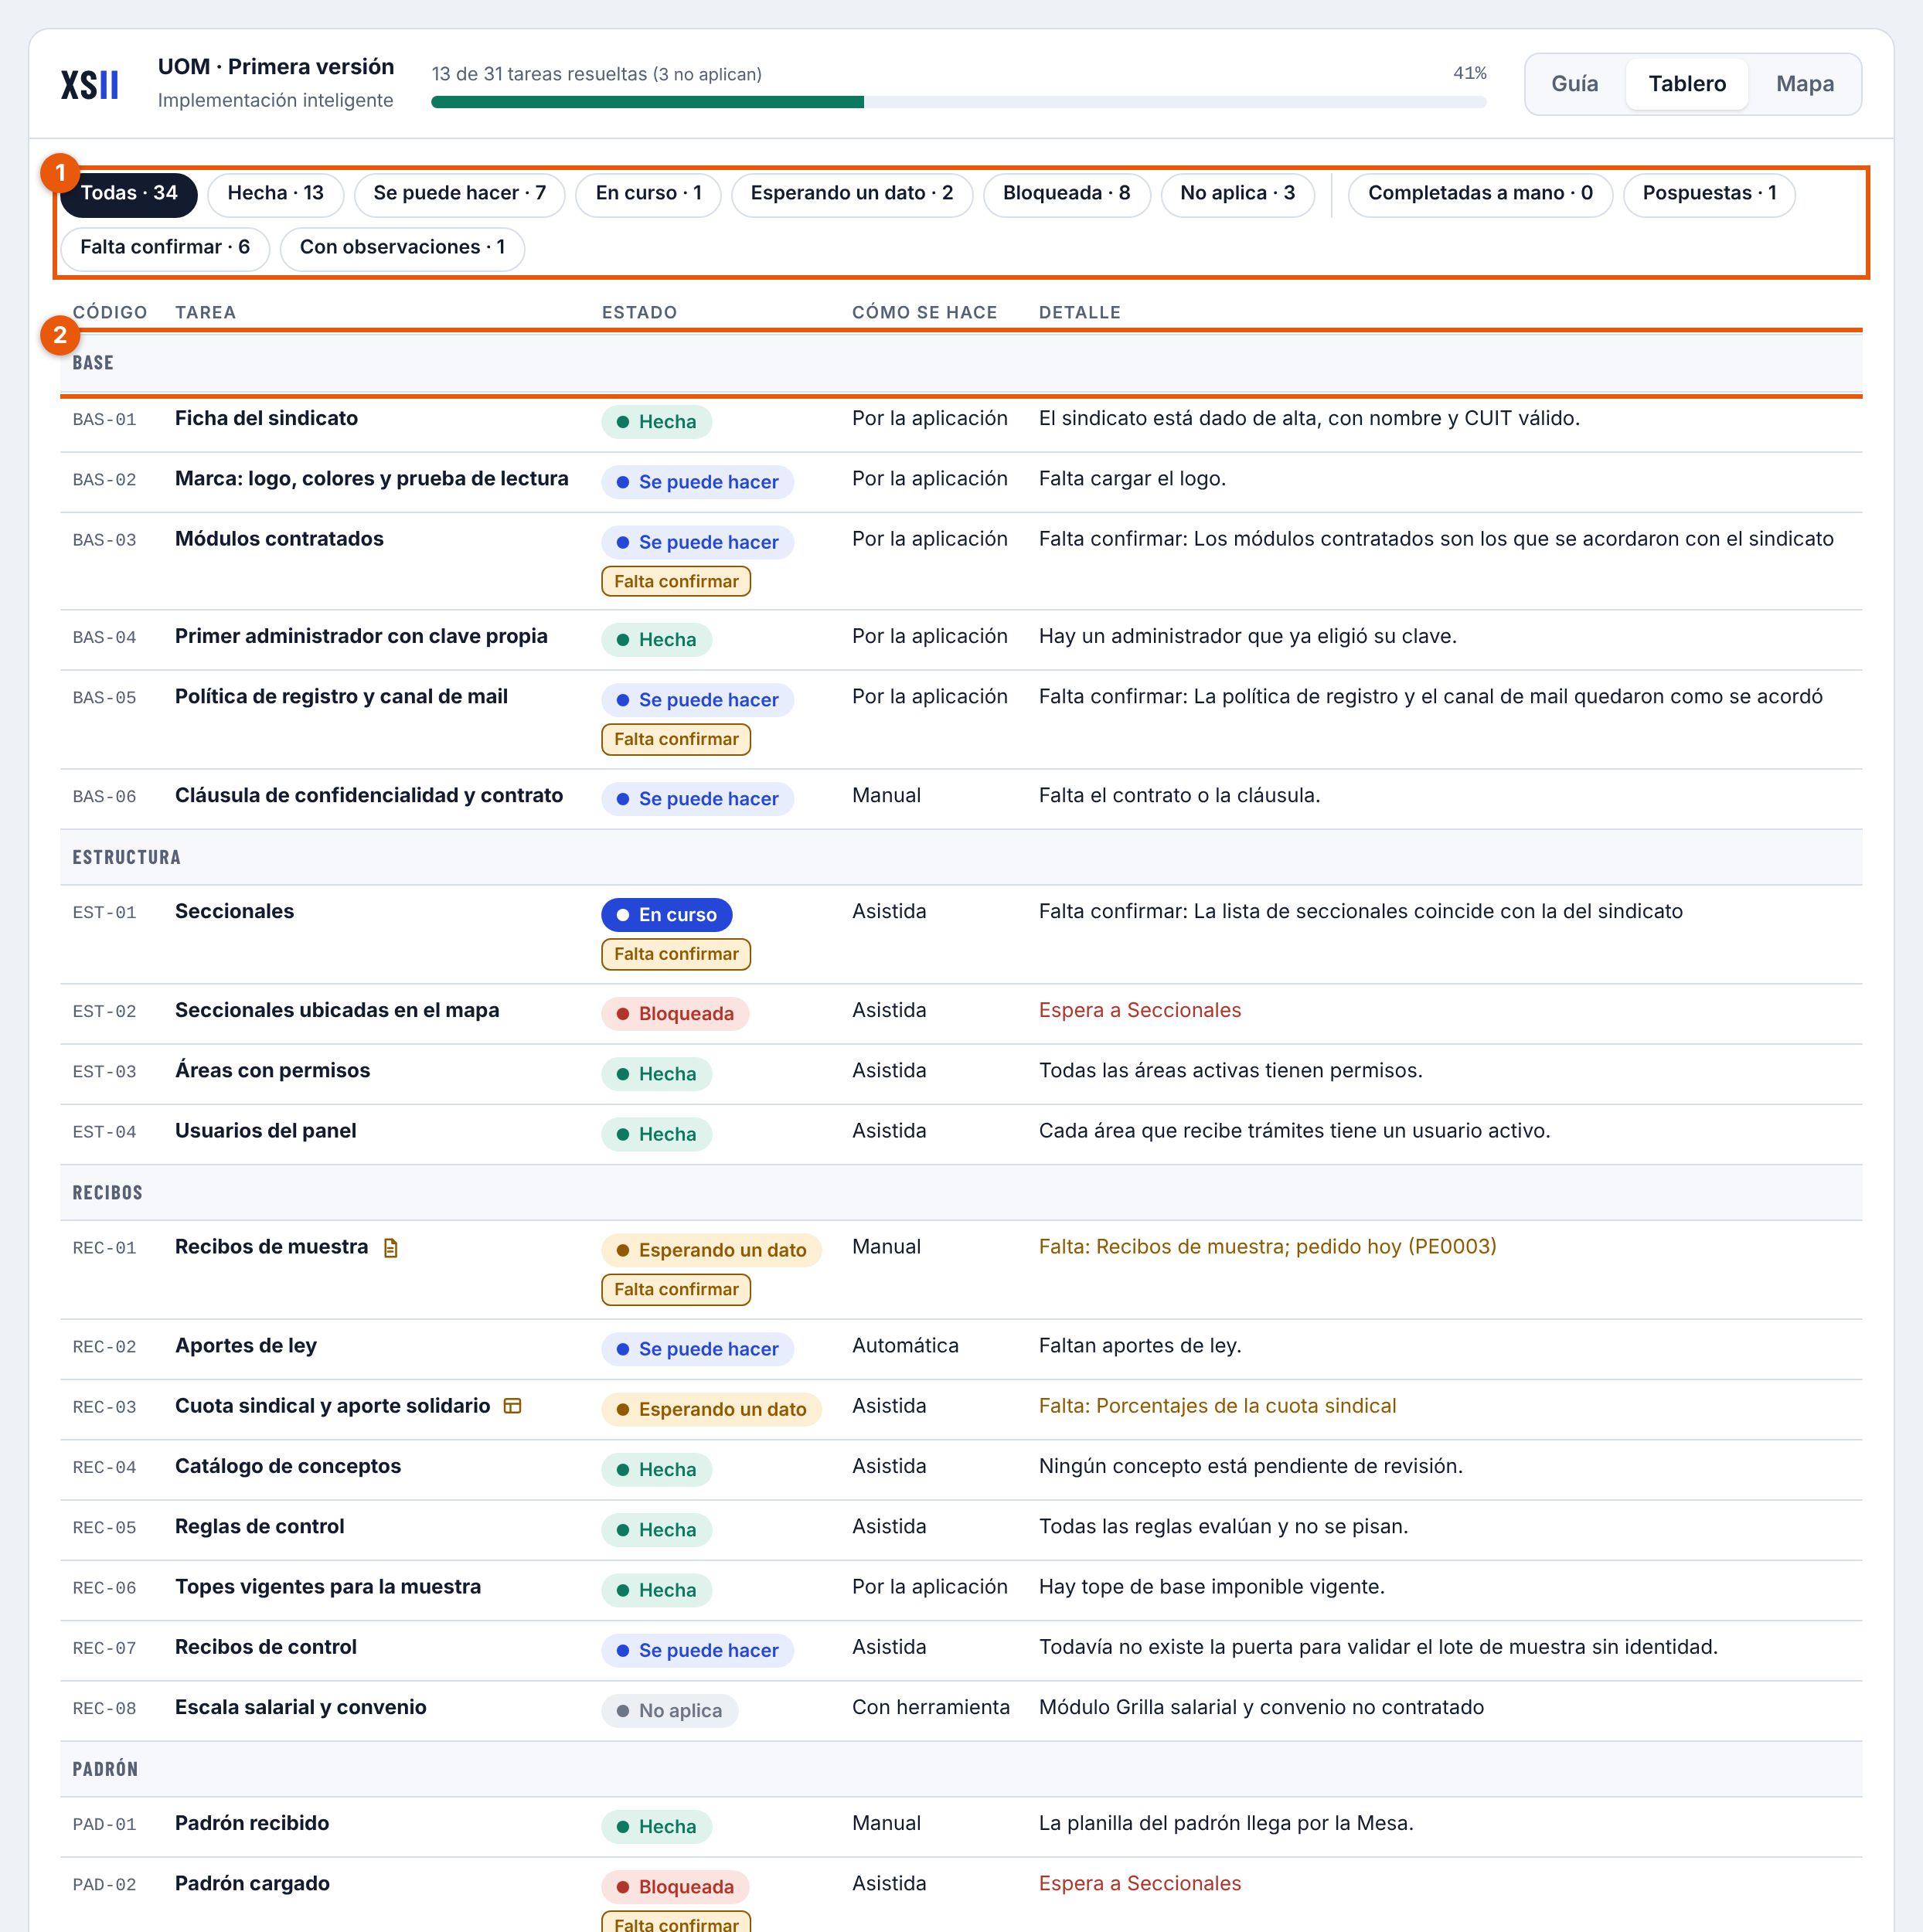 XSII
UOM · Primera versión
Implementación inteligente
13 de 31 tareas resueltas (3 no aplican)
41%
Guía
Tablero
Mapa
1
Todas · 34
Hecha · 13
Se puede hacer · 7
En curso · 1
Esperando un dato · 2
Bloqueada · 8
No aplica · 3
Completadas a mano · 0
Pospuestas · 1
Falta confirmar · 6
Con observaciones · 1
CÓDIGO TAREA ESTADO CÓMO SE HACE DETALLE
2
BASE
BAS-01 Ficha del sindicato Hecha Por la aplicación El sindicato está dado de alta, con nombre y CUIT válido.
BAS-02 Marca: logo, colores y prueba de lectura Se puede hacer Por la aplicación Falta cargar el logo.
BAS-03 Módulos contratados Se puede hacer Por la aplicación Falta confirmar: Los módulos contratados son los que se acordaron con el sindicato
Falta confirmar
BAS-04 Primer administrador con clave propia Hecha Por la aplicación Hay un administrador que ya eligió su clave.
BAS-05 Política de registro y canal de mail Se puede hacer Por la aplicación Falta confirmar: La política de registro y el canal de mail quedaron como se acordó
Falta confirmar
BAS-06 Cláusula de confidencialidad y contrato Se puede hacer Manual Falta el contrato o la cláusula.
ESTRUCTURA
EST-01 Seccionales En curso Asistida Falta confirmar: La lista de seccionales coincide con la del sindicato
Falta confirmar
EST-02 Seccionales ubicadas en el mapa Bloqueada Asistida Espera a Seccionales
EST-03 Áreas con permisos Hecha Asistida Todas las áreas activas tienen permisos.
EST-04 Usuarios del panel Hecha Asistida Cada área que recibe trámites tiene un usuario activo.
RECIBOS
REC-01 Recibos de muestra Esperando un dato Manual Falta: Recibos de muestra; pedido hoy (PE0003)
Falta confirmar
REC-02 Aportes de ley Se puede hacer Automática Faltan aportes de ley.
REC-03 Cuota sindical y aporte solidario Esperando un dato Asistida Falta: Porcentajes de la cuota sindical
REC-04 Catálogo de conceptos Hecha Asistida Ningún concepto está pendiente de revisión.
REC-05 Reglas de control Hecha Asistida Todas las reglas evalúan y no se pisan.
REC-06 Topes vigentes para la muestra Hecha Por la aplicación Hay tope de base imponible vigente.
REC-07 Recibos de control Se puede hacer Asistida Todavía no existe la puerta para validar el lote de muestra sin identidad.
REC-08 Escala salarial y convenio No aplica Con herramienta Módulo Grilla salarial y convenio no contratado
PADRÓN
PAD-01 Padrón recibido Hecha Manual La planilla del padrón llega por la Mesa.
PAD-02 Padrón cargado Bloqueada Asistida Espera a Seccionales
Falta confirmar